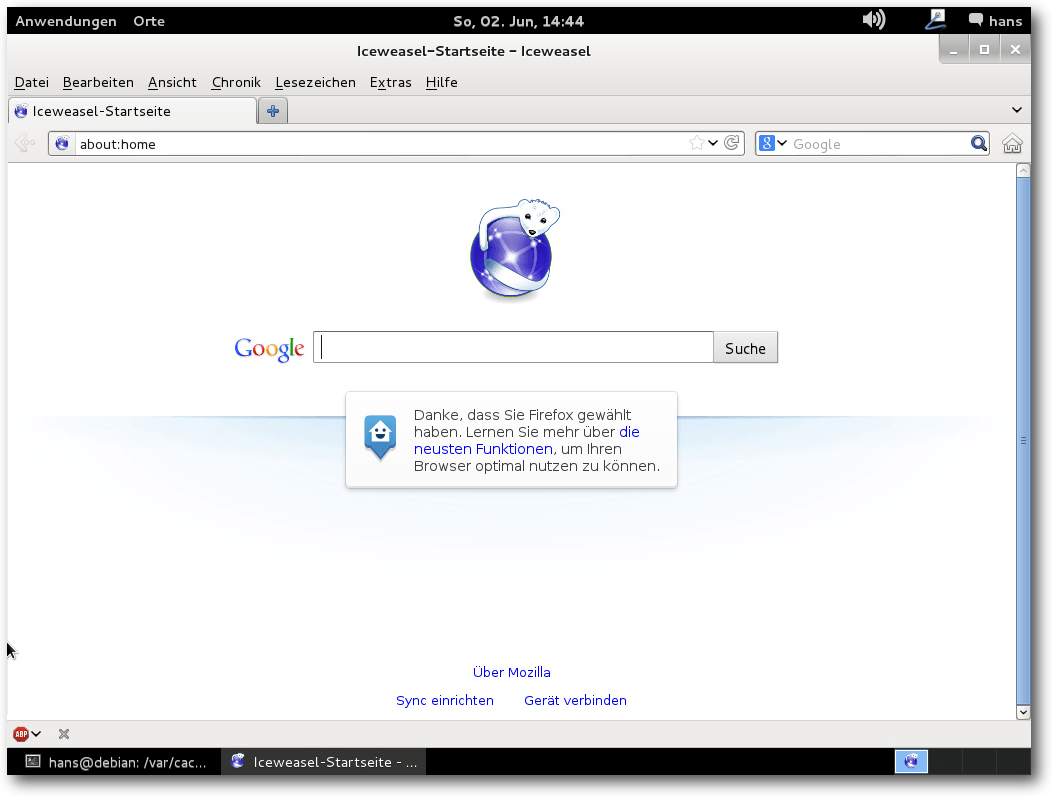 Anwendungen Orte So, 02. Jun, 14:44 hans
Iceweasel-Startseite – Iceweasel
Datei Bearbeiten Ansicht Chronik Lesezeichen Extras Hilfe
Iceweasel-Startseite
about:home 8 Google
Google Suche
Danke, dass Sie Firefox gewählt
haben. Lernen Sie mehr über die
neusten Funktionen, um Ihren
Browser optimal nutzen zu können.
Über Mozilla
Sync einrichten Gerät verbinden
ABP
hans@debian: /var/cac... Iceweasel-Startseite - ...